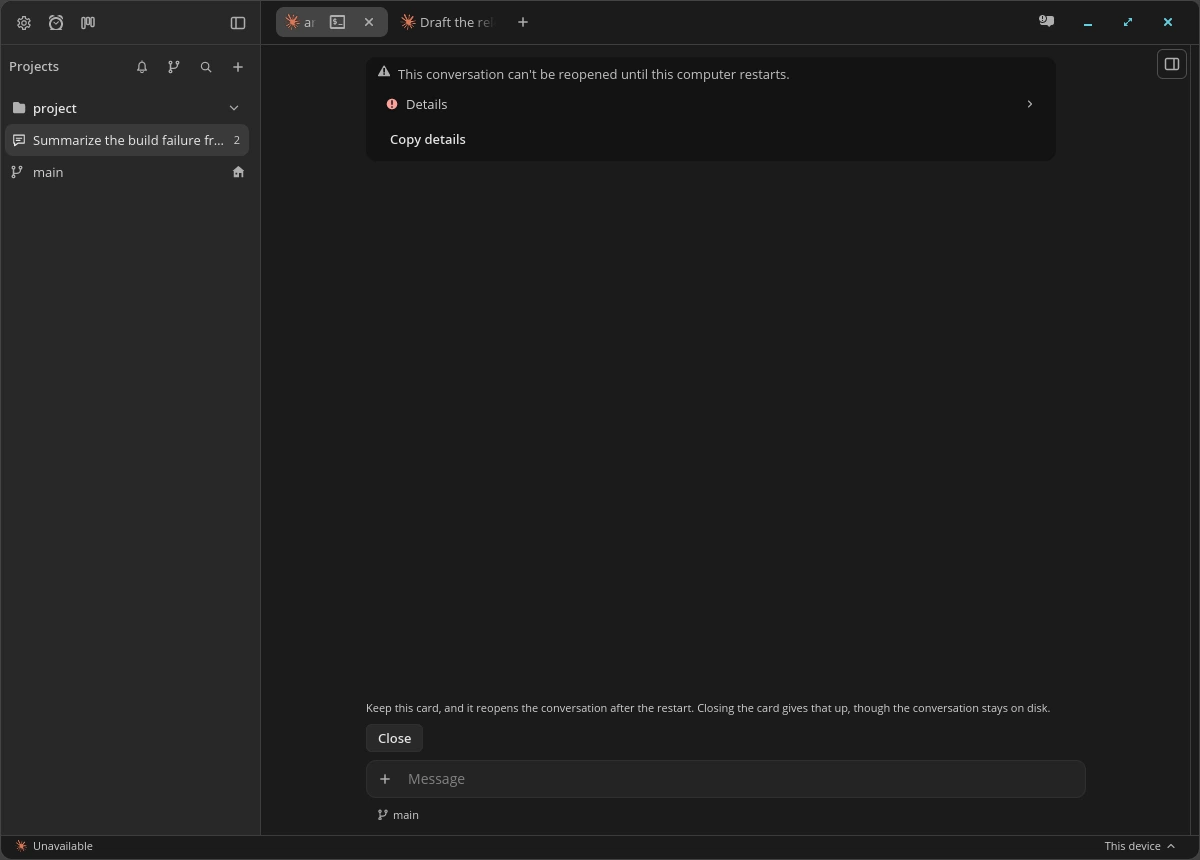 Draft the re
Projects
project
Summarize the build failure fr... 2
main
This conversation can't be reopened until this computer restarts.
Details
Copy details
Keep this card, and it reopens the conversation after the restart. Closing the card gives that up, though the conversation stays on disk.
Close
Message
main
Unavailable
This device